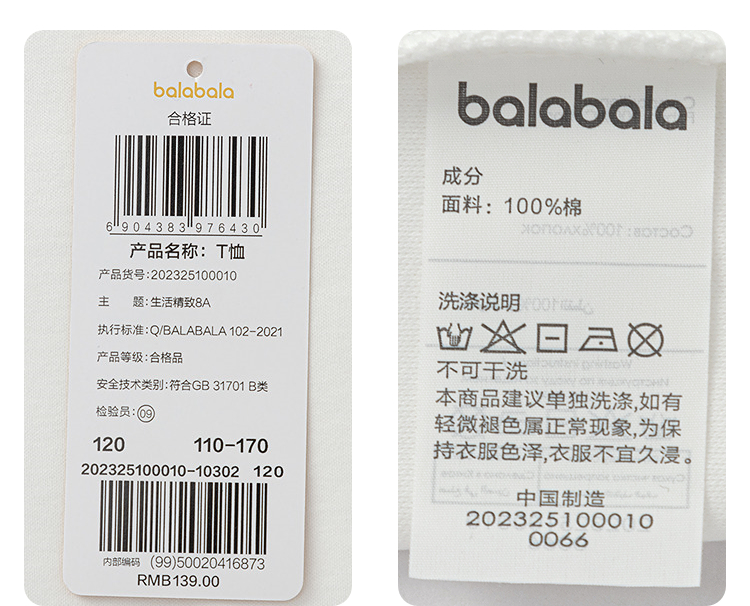 balabala
合格证
6 904383 976430
产品名称：T恤
产品货号:202325100010
主 题:生活精致8A
执行标准:Q/BALABALA 102-2021
产品等级:合格品
安全技术类别:符合GB 31701 B类
检验员:09
120 110-170
202325100010-10302 120
内部编码 (99)50020416873
RMB139.00
balabala
成分
面料：100%棉
Состав: 100%хлопок
洗涤说明
不可干洗
本商品建议单独洗涤,如有
轻微褪色属正常现象,为保
持衣服色泽,衣服不宜久浸。
中国制造
202325100010
0066